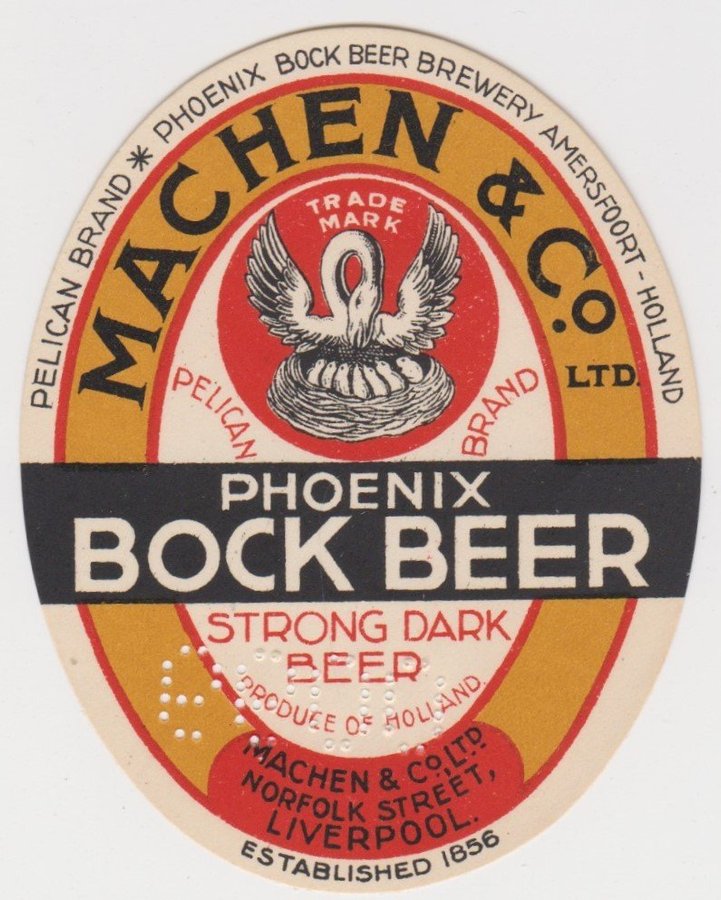 PELICAN BRAND * PHOENIX BOCK BEER BREWERY AMERSFOORT - HOLLAND
MACHEN & Co. LTD.
TRADE
MARK
PELICAN BRAND
PHOENIX
BOCK BEER
STRONG DARK
BEER
PRODUCE OF HOLLAND.
MACHEN & Co., LTD
NORFOLK STREET,
LIVERPOOL.
ESTABLISHED 1856